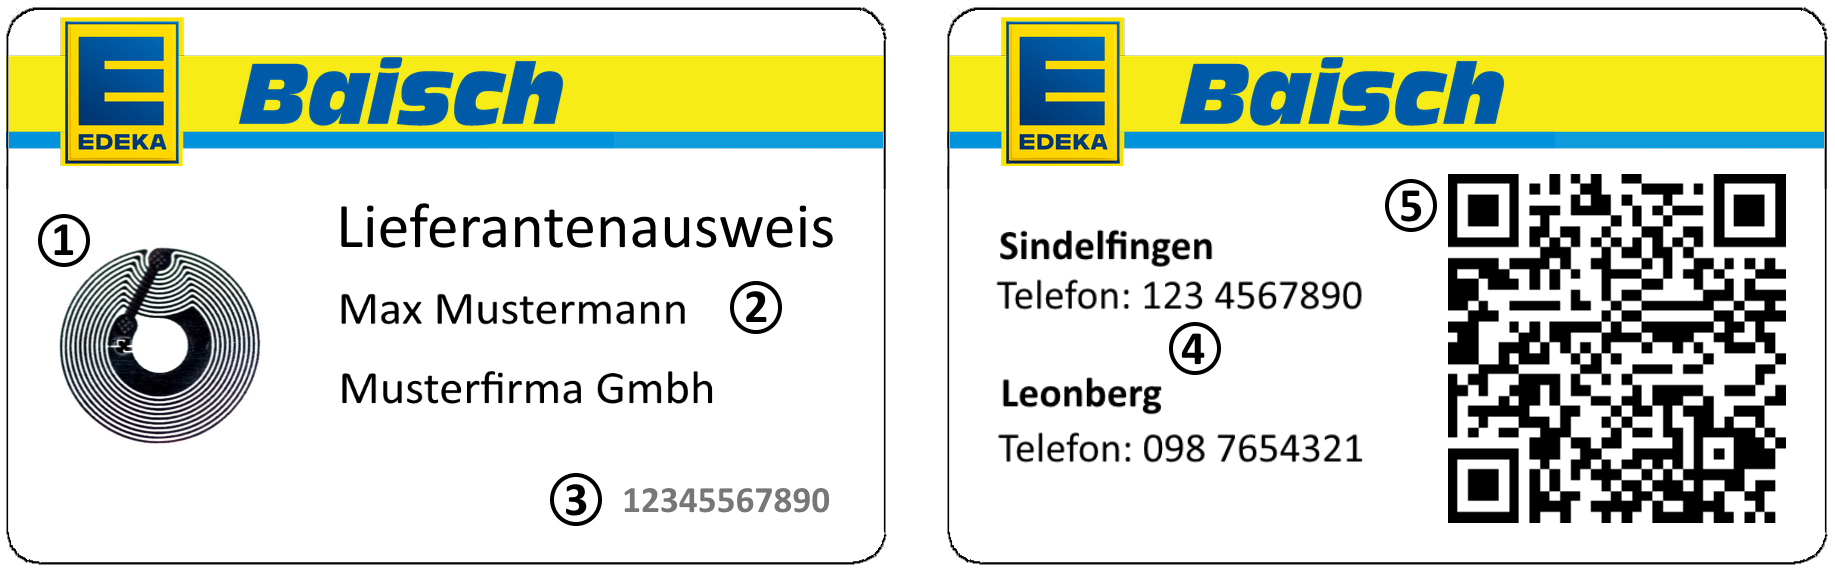 EDEKA
Baisch
Lieferantenausweis
1
Max Mustermann 2
Musterfirma Gmbh
3 12345567890
EDEKA
Baisch
5
Sindelfingen
Telefon: 123 4567890
4
Leonberg
Telefon: 098 7654321